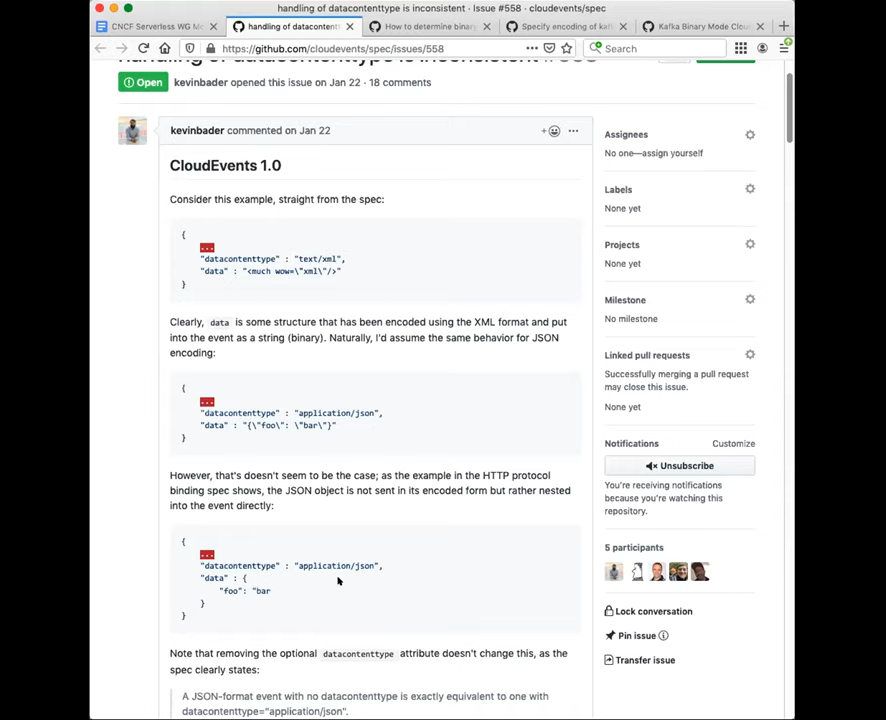 handling of datacontenttype is inconsistent · Issue #558 · cloudevents/spec
CNCF Serverless WG M
handling of datacontent
How to determine binary
Specify encoding of kaf
Kafka Binary Mode Clou
https://github.com/cloudevents/spec/issues/558
Search
handling of datacontenttype is inconsistent #558
Open
kevinbader opened this issue on Jan 22 · 18 comments
kevinbader commented on Jan 22
CloudEvents 1.0
Consider this example, straight from the spec:
{
...
"datacontenttype" : "text/xml",
"data" : "<much wow=\"xml\"/>"
}
Clearly, data is some structure that has been encoded using the XML format and put
into the event as a string (binary). Naturally, I'd assume the same behavior for JSON
encoding:
{
...
"datacontenttype" : "application/json",
"data" : "{\"foo\": \"bar\"}"
}
However, that's doesn't seem to be the case; as the example in the HTTP protocol
binding spec shows, the JSON object is not sent in its encoded form but rather nested
into the event directly:
{
...
"datacontenttype" : "application/json",
"data" : {
"foo": "bar
}
}
Note that removing the optional datacontenttype attribute doesn't change this, as the
spec clearly states:
A JSON-format event with no datacontenttype is exactly equivalent to one with
datacontenttype="application/json".
Assignees
No one—assign yourself
Labels
None yet
Projects
None yet
Milestone
No milestone
Linked pull requests
Successfully merging a pull request
may close this issue.
None yet
Notifications
Customize
Unsubscribe
You're receiving notifications
because you're watching this
repository.
5 participants
Lock conversation
Pin issue
Transfer issue